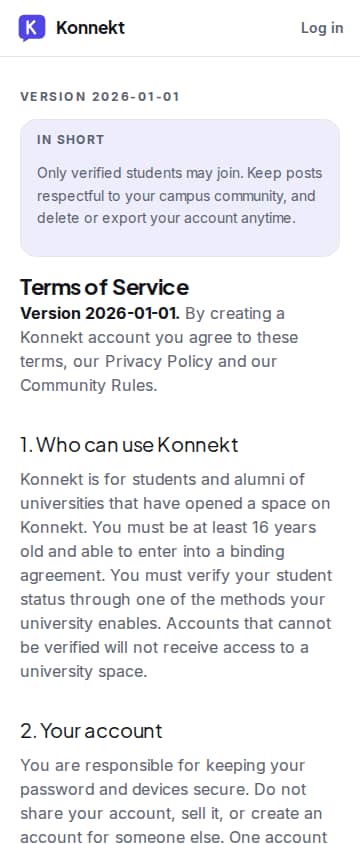 Konnekt
Log in
VERSION 2026-01-01
IN SHORT
Only verified students may join. Keep posts
respectful to your campus community, and
delete or export your account anytime.
Terms of Service
Version 2026-01-01. By creating a
Konnekt account you agree to these
terms, our Privacy Policy and our
Community Rules.
1. Who can use Konnekt
Konnekt is for students and alumni of
universities that have opened a space on
Konnekt. You must be at least 16 years
old and able to enter into a binding
agreement. You must verify your student
status through one of the methods your
university enables. Accounts that cannot
be verified will not receive access to a
university space.
2. Your account
You are responsible for keeping your
password and devices secure. Do not
share your account, sell it, or create an
account for someone else. One account